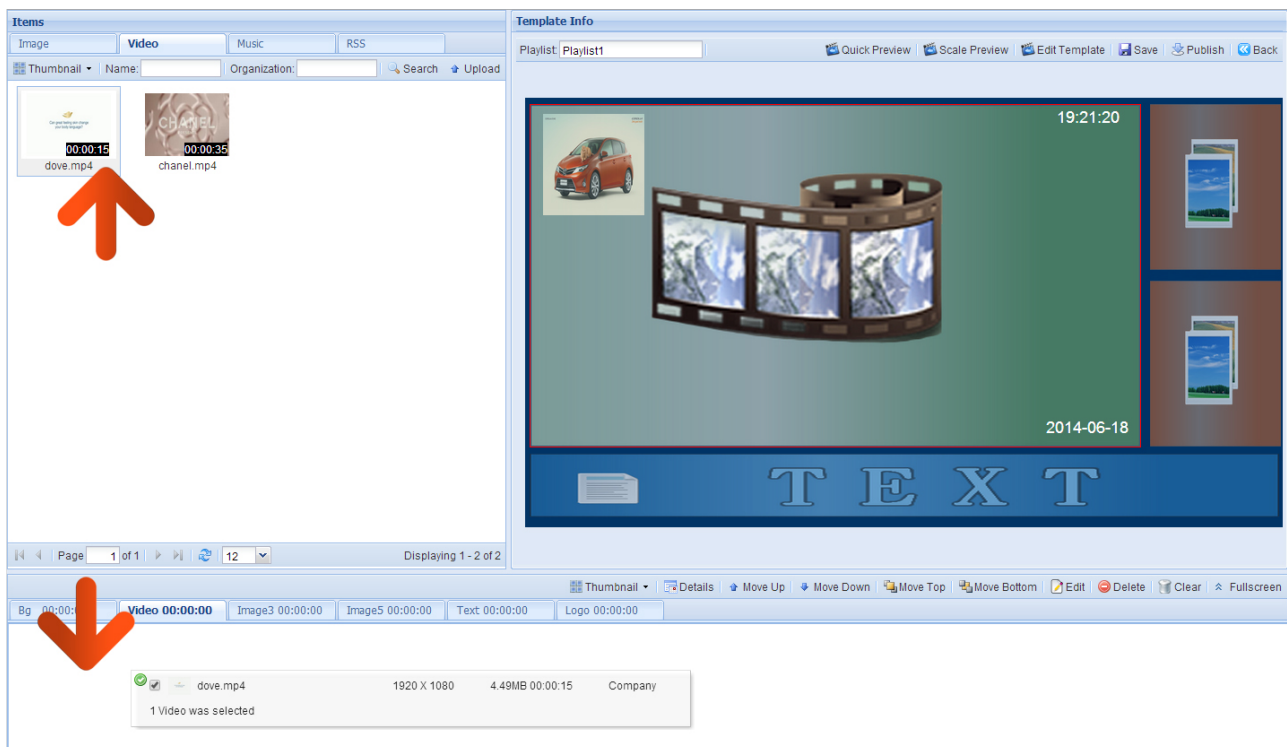 Items
Image Video Music RSS
Thumbnail Name: Organization: Search Upload
00:00:15
dove.mp4
CHANEL
00:00:35
chanel.mp4
Page 1 of 1 12 Displaying 1 - 2 of 2
Template Info
Playlist: Playlist1 Quick Preview Scale Preview Edit Template Save Publish Back
19:21:20
2014-06-18
TEXT
Thumbnail Details Move Up Move Down Move Top Move Bottom Edit Delete Clear Fullscreen
Bg Video 00:00:00 Image3 00:00:00 Image5 00:00:00 Text 00:00:00 Logo 00:00:00
dove.mp4 1920 X 1080 4.49MB 00:00:15 Company
1 Video was selected